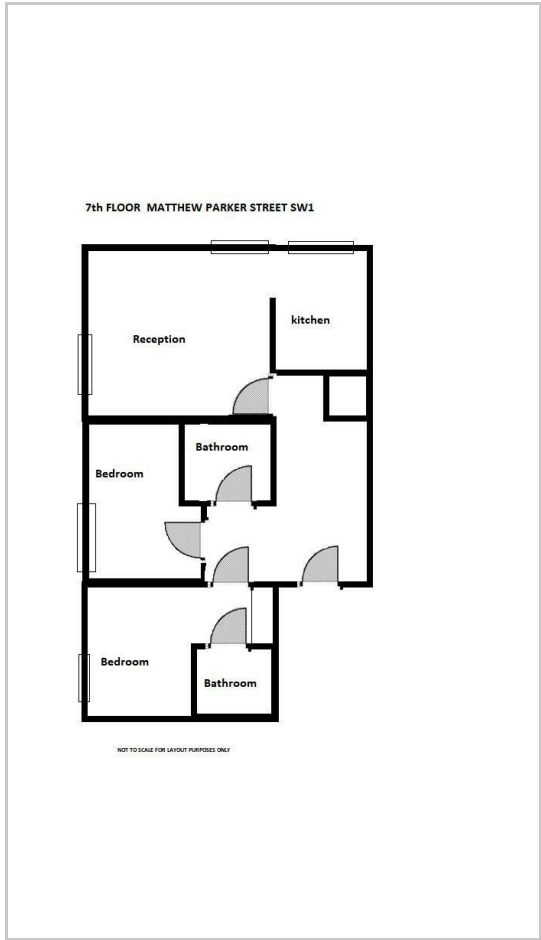 7th FLOOR MATTHEW PARKER STREET SW1
kitchen
Reception
Bathroom
Bedroom
Bedroom
Bathroom
NOT TO SCALE FOR LAYOUT PURPOSES ONLY